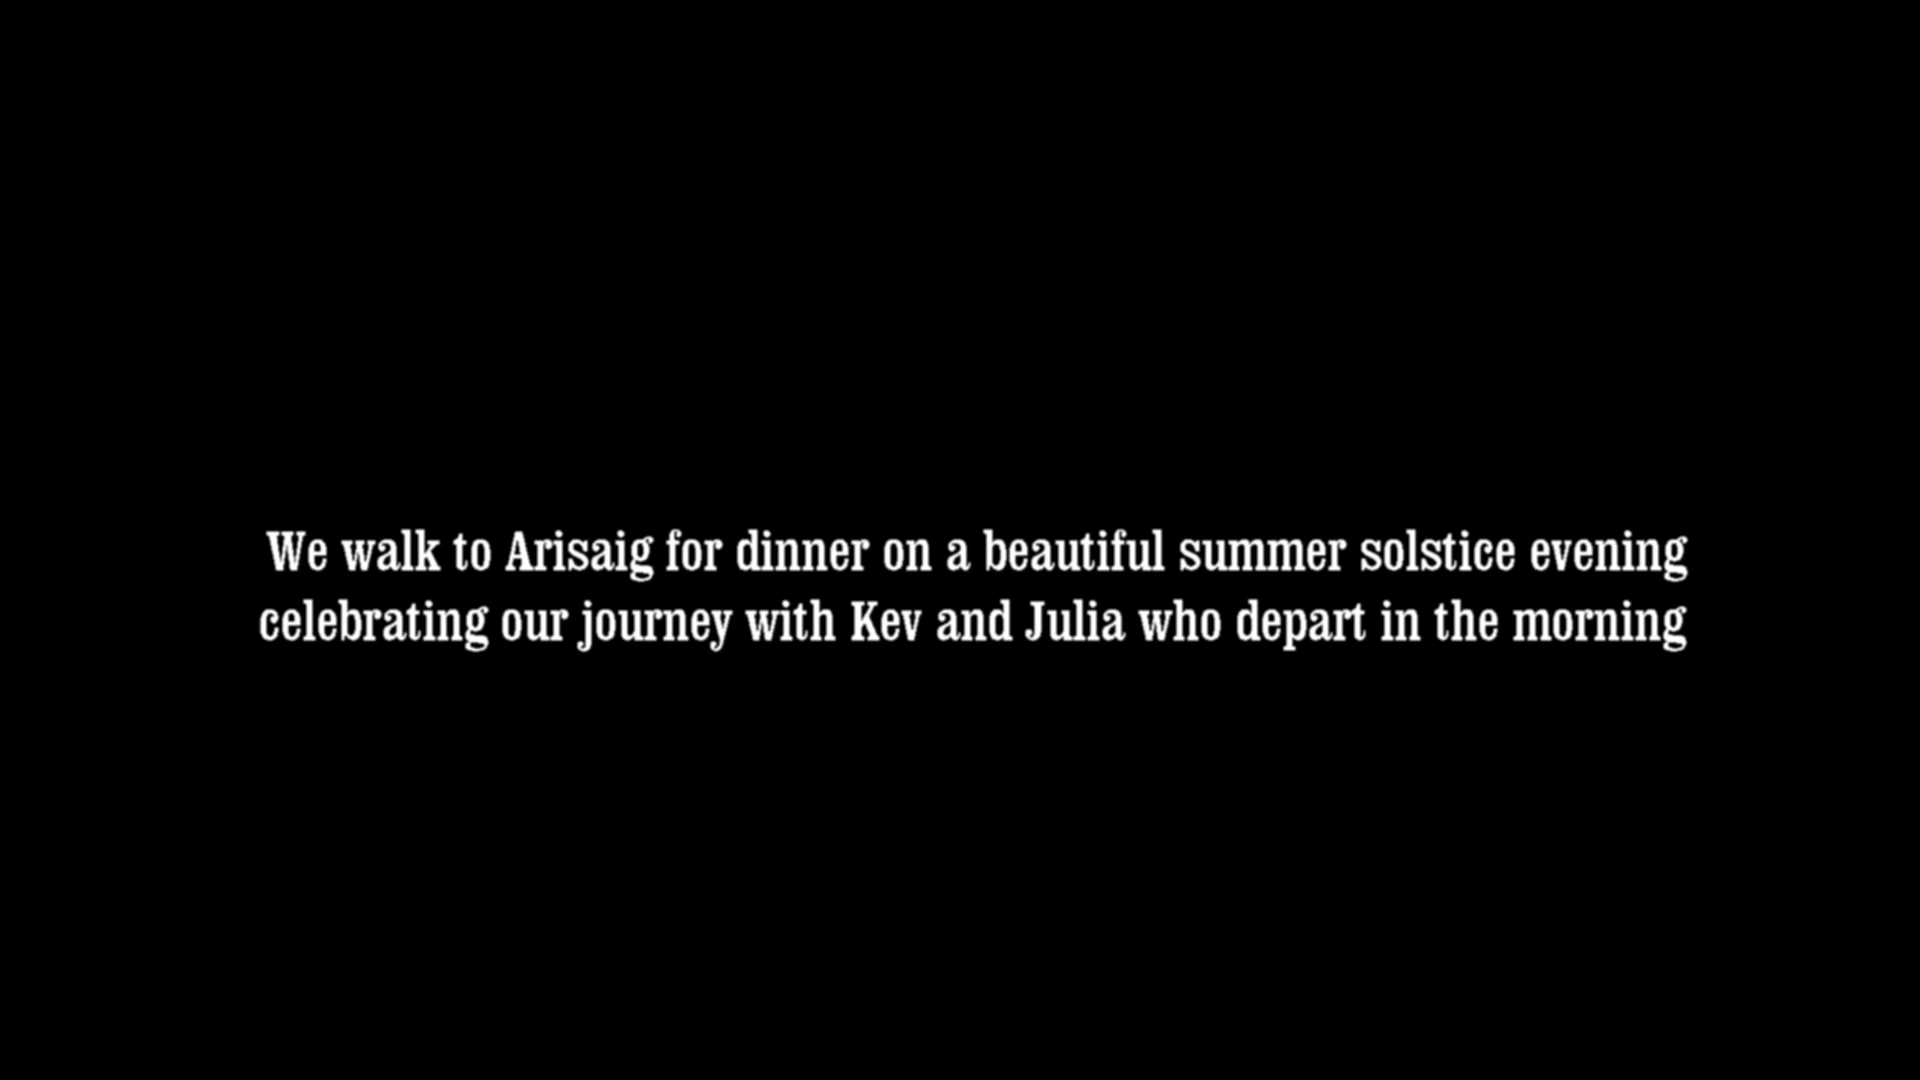 We walk to Arisaig for dinner on a beautiful summer solstice evening
celebrating our journey with Kev and Julia who depart in the morning